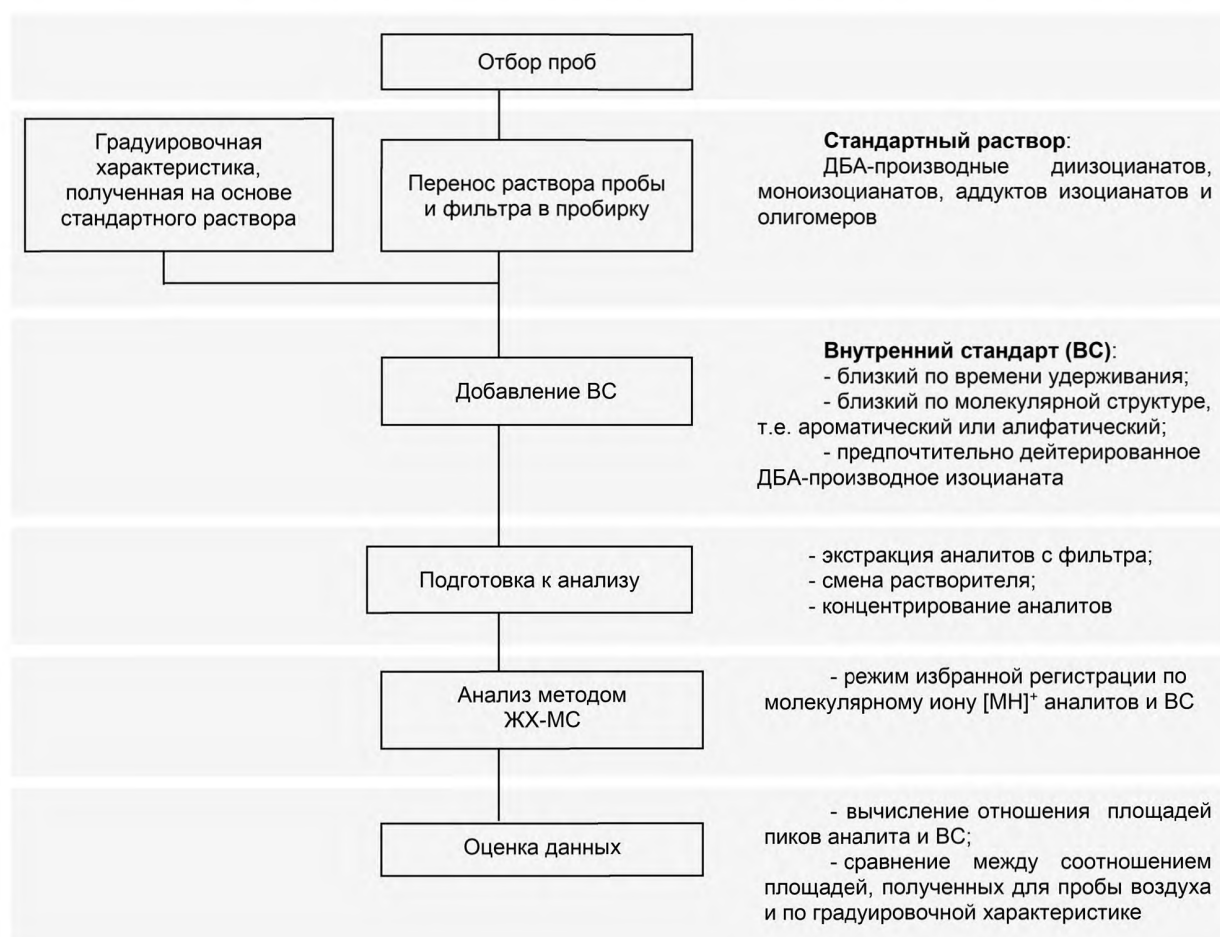 Отбор проб
Градуировочная
характеристика,
полученная на основе
стандартного раствора
Перенос раствора пробы
и фильтра в пробирку
Стандартный раствор:
ДБА-производные диизоцианатов,
моноизоцианатов, аддуктов изоцианатов и
олигомеров
Добавление ВС
Внутренний стандарт (ВС):
- близкий по времени удерживания;
- близкий по молекулярной структуре,
т.е. ароматический или алифатический;
- предпочтительно дейтерированное
ДБА-производное изоцианата
Подготовка к анализу
- экстракция аналитов с фильтра;
- смена растворителя;
- концентрирование аналитов
Анализ методом
ЖХ-МС
- режим избранной регистрации по
молекулярному иону [МН]⁺ аналитов и ВС
Оценка данных
- вычисление отношения площадей
пиков аналита и ВС;
- сравнение между соотношением
площадей, полученных для пробы воздуха
и по градуировочной характеристике